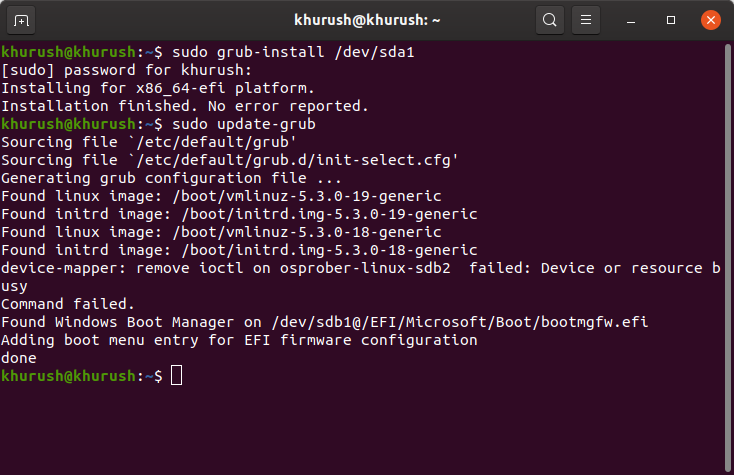 khurush@khurush: ~
khurush@khurush:~$ sudo grub-install /dev/sda1
[sudo] password for khurush:
Installing for x86_64-efi platform.
Installation finished. No error reported.
khurush@khurush:~$ sudo update-grub
Sourcing file `/etc/default/grub'
Sourcing file `/etc/default/grub.d/init-select.cfg'
Generating grub configuration file ...
Found linux image: /boot/vmlinuz-5.3.0-19-generic
Found initrd image: /boot/initrd.img-5.3.0-19-generic
Found linux image: /boot/vmlinuz-5.3.0-18-generic
Found initrd image: /boot/initrd.img-5.3.0-18-generic
device-mapper: remove ioctl on osprober-linux-sdb2  failed: Device or resource b
usy
Command failed.
Found Windows Boot Manager on /dev/sdb1@/EFI/Microsoft/Boot/bootmgfw.efi
Adding boot menu entry for EFI firmware configuration
done
khurush@khurush:~$